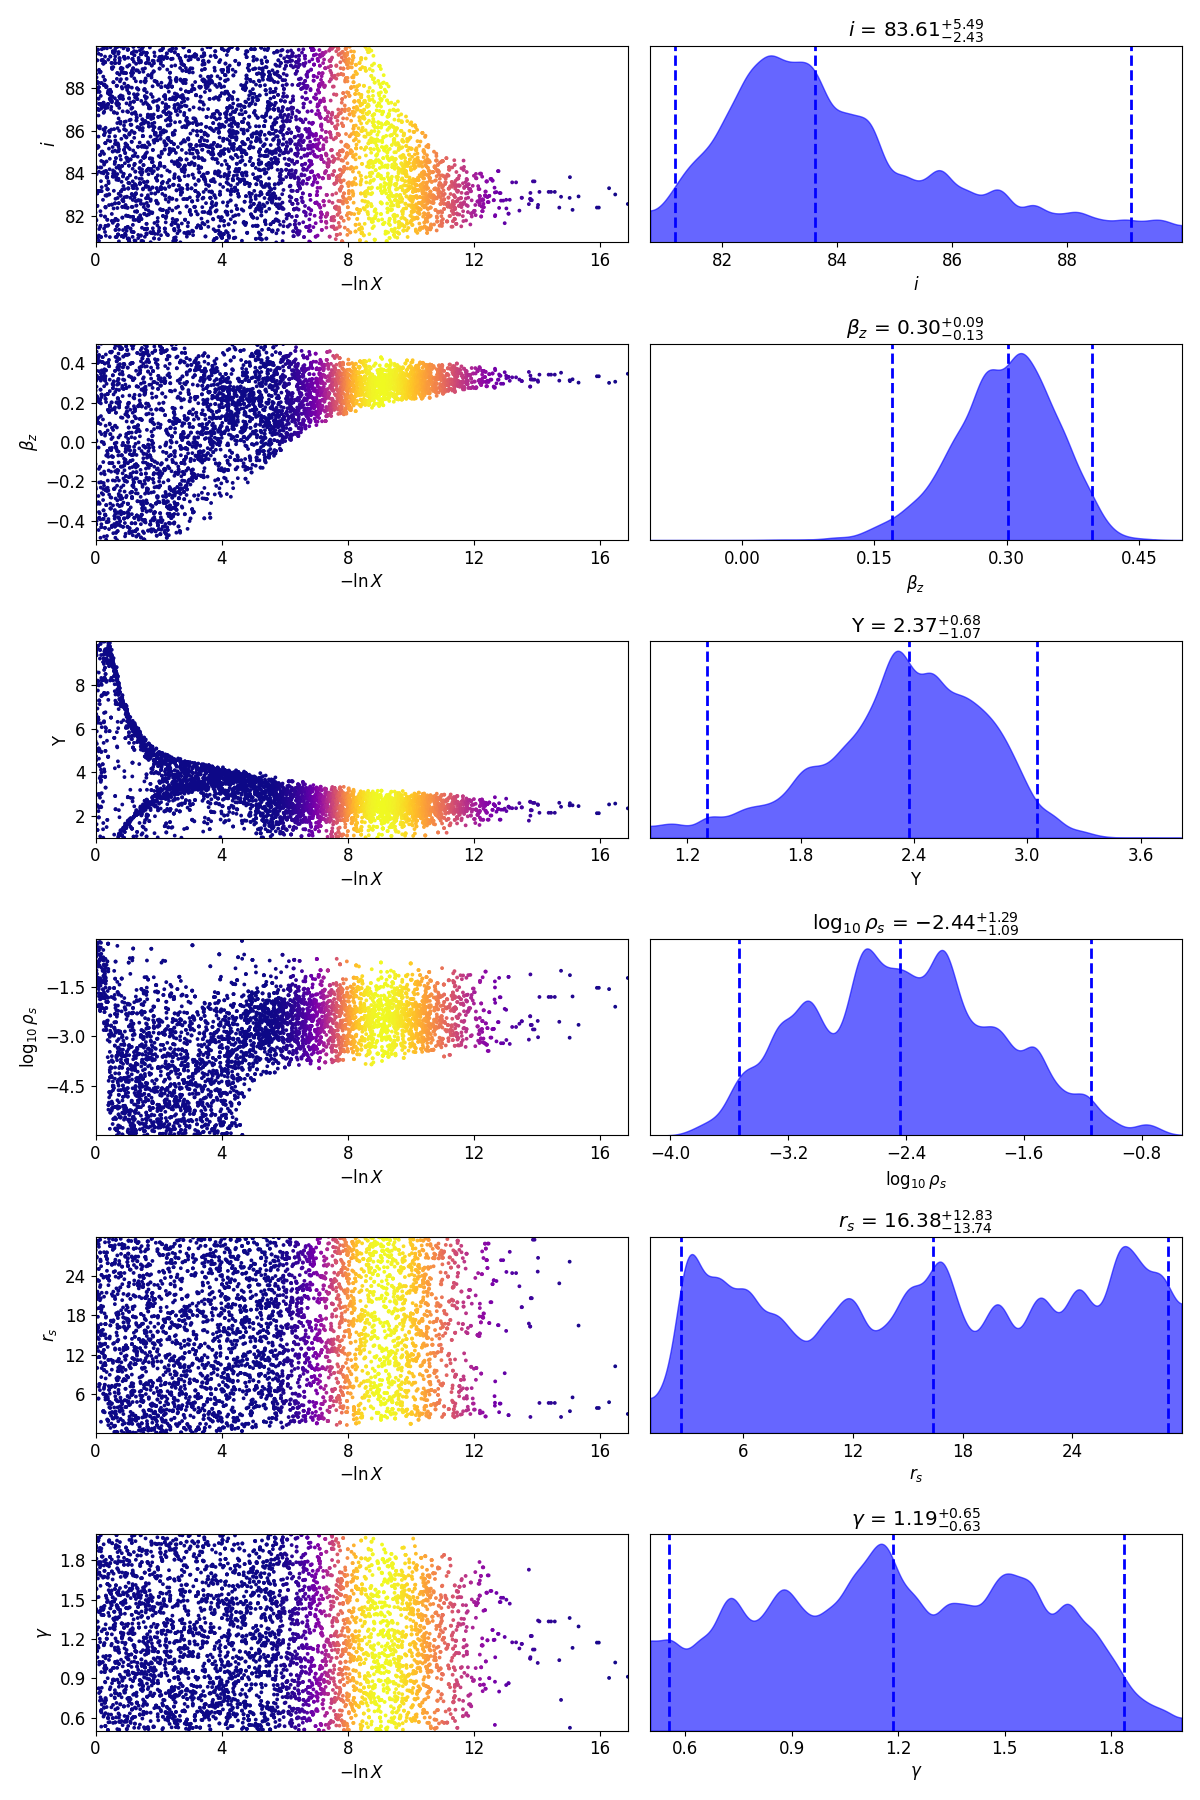 i = 83.61 +5.49 −2.43
i
88
86
84
82
0 4 8 12 16
−ln X
82 84 86 88
i
β_z = 0.30 +0.09 −0.13
β_z
0.4
0.2
0.0
−0.2
−0.4
0 4 8 12 16
−ln X
0.00 0.15 0.30 0.45
β_z
Y = 2.37 +0.68 −1.07
Y
8
6
4
2
0 4 8 12 16
−ln X
1.2 1.8 2.4 3.0 3.6
Y
log₁₀ ρ_s = −2.44 +1.29 −1.09
log₁₀ ρ_s
−1.5
−3.0
−4.5
0 4 8 12 16
−ln X
−4.0 −3.2 −2.4 −1.6 −0.8
log₁₀ ρ_s
r_s = 16.38 +12.83 −13.74
r_s
24
18
12
6
0 4 8 12 16
−ln X
6 12 18 24
r_s
γ = 1.19 +0.65 −0.63
γ
1.8
1.5
1.2
0.9
0.6
0 4 8 12 16
−ln X
0.6 0.9 1.2 1.5 1.8
γ